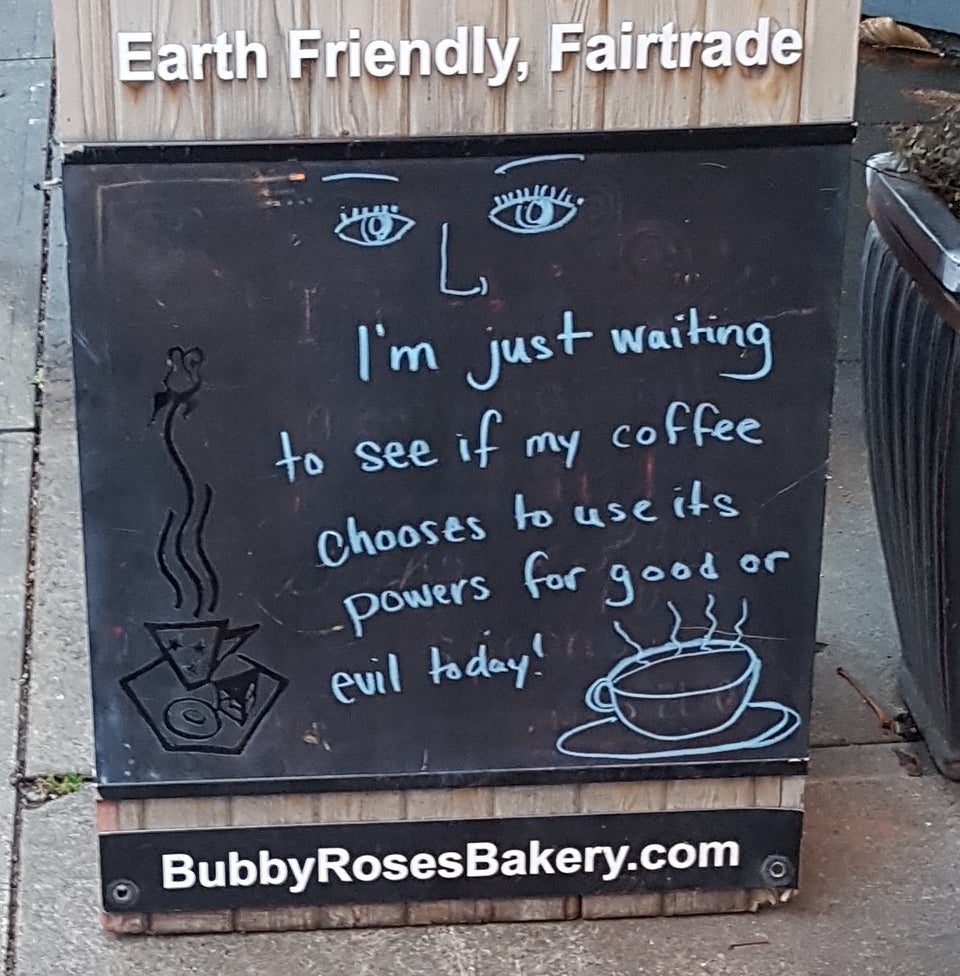 Earth Friendly, Fairtrade
I'm just waiting
to see if my coffee
chooses to use its
powers for good or
evil today!
BubbyRosesBakery.com